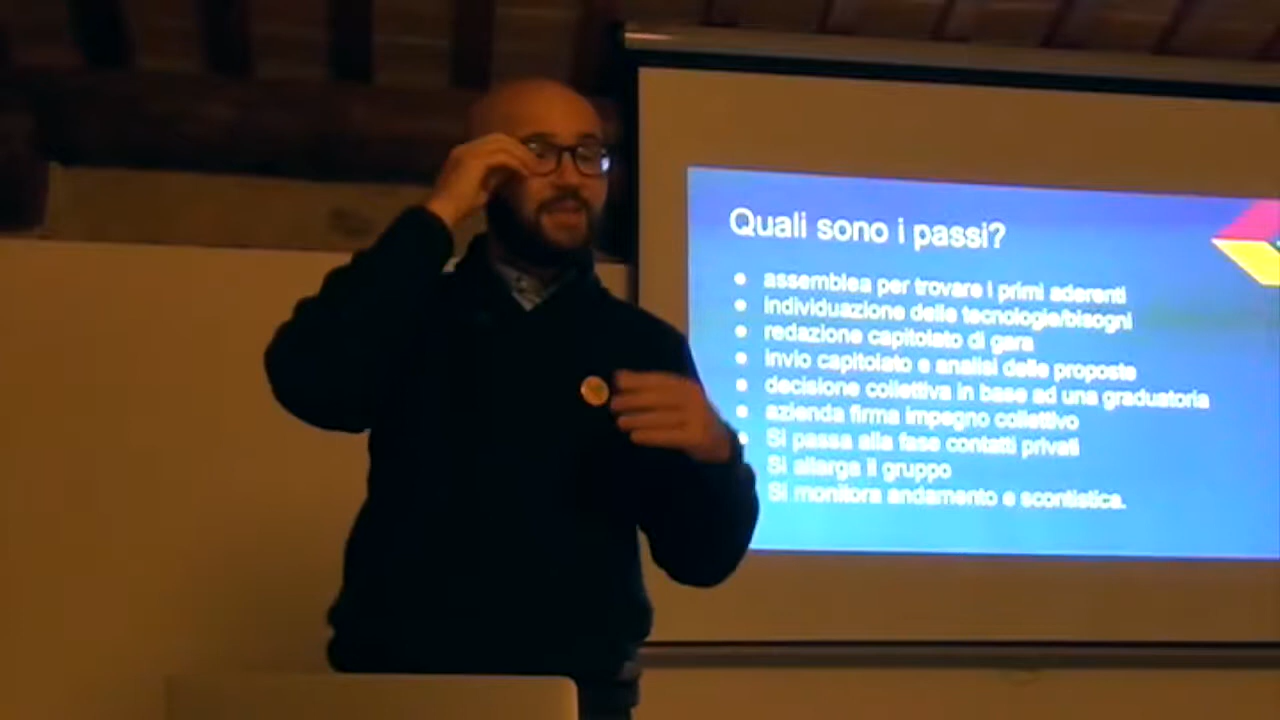 Quali sono i passi?
assemblea per trovare i primi aderenti
individuazione delle tecnologie/bisogni
redazione capitolato di gara
invio capitolato e analisi delle proposte
decisione collettiva in base ad una graduatoria
azienda firma impegno collettivo
Si passa alla fase contatti privati
Si allarga il gruppo
Si monitora andamento e scontistica.